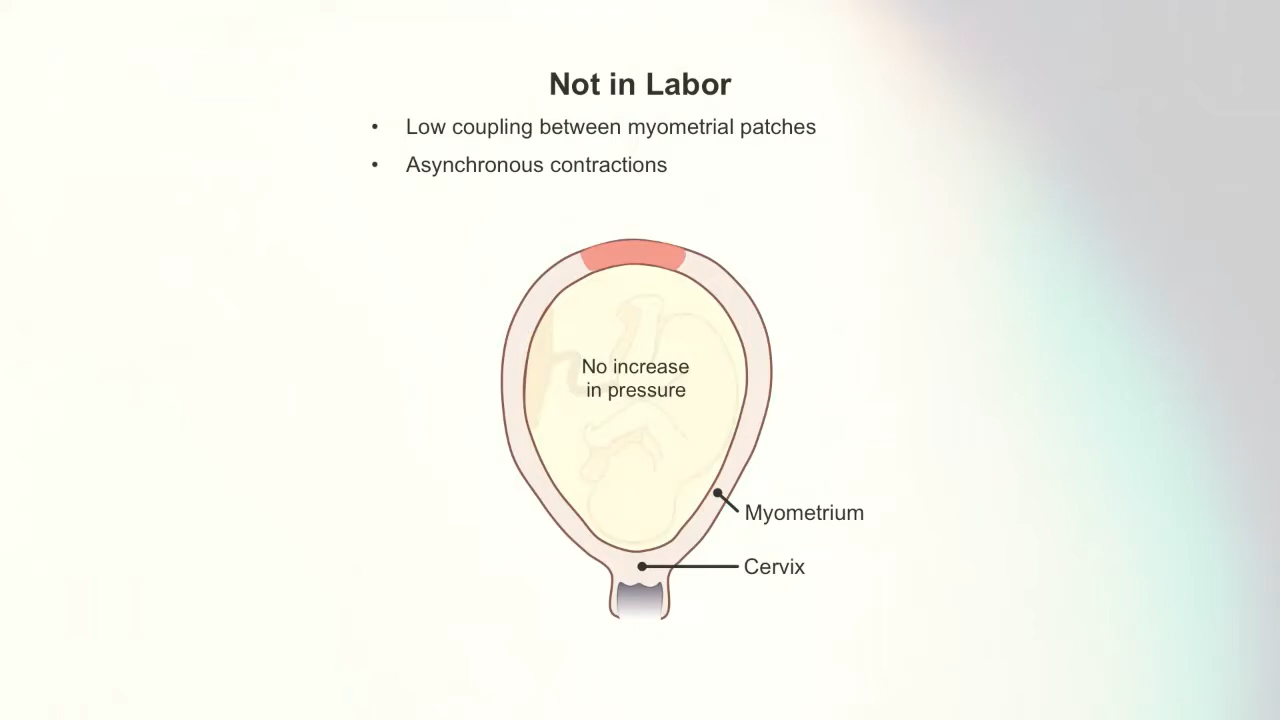 Not in Labor
• Low coupling between myometrial patches
• Asynchronous contractions
No increase
in pressure
Myometrium
Cervix